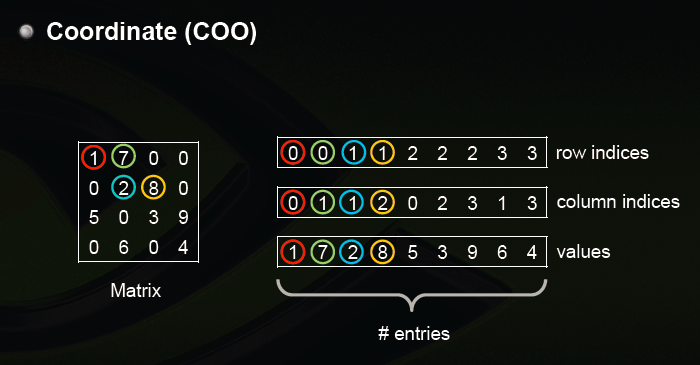 Coordinate (COO)
1 7 0 0
0 2 8 0
5 0 3 9
0 6 0 4
Matrix
0 0 1 1 2 2 2 3 3 row indices
0 1 1 2 0 2 3 1 3 column indices
1 7 2 8 5 3 9 6 4 values
# entries